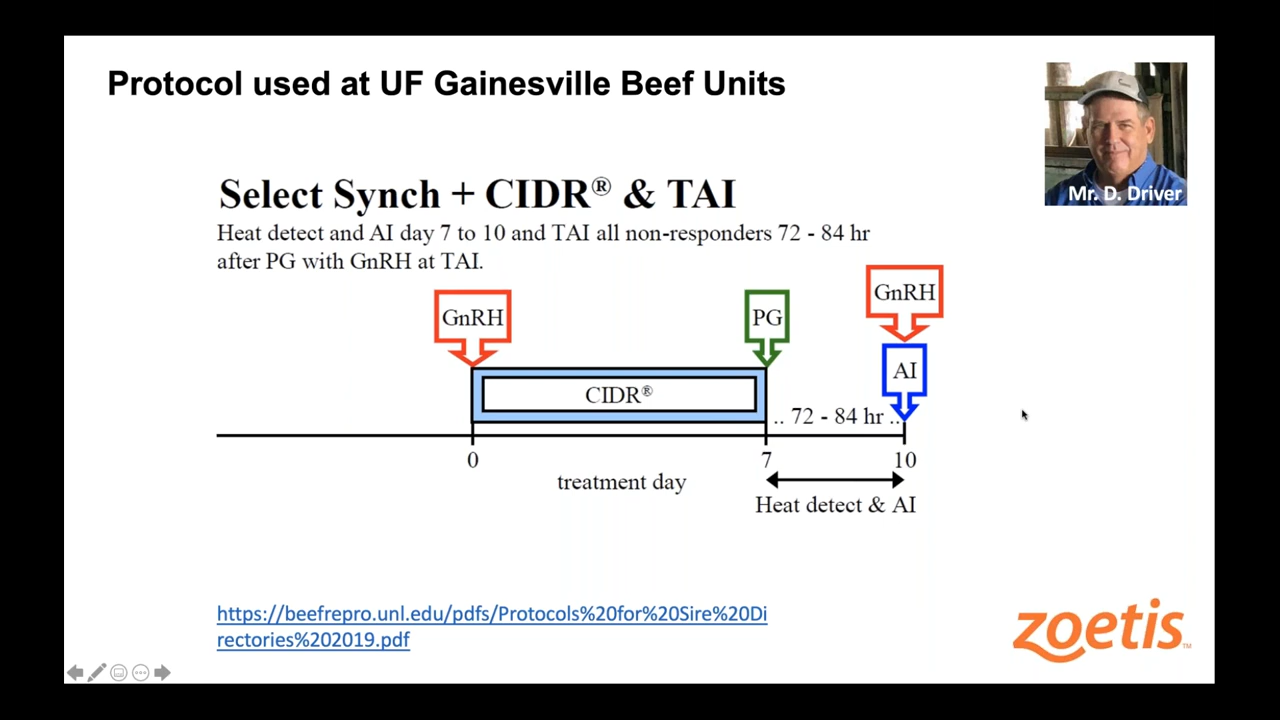 Protocol used at UF Gainesville Beef Units
Mr. D. Driver
Select Synch + CIDR® & TAI
Heat detect and AI day 7 to 10 and TAI all non-responders 72 - 84 hr
after PG with GnRH at TAI.
GnRH
PG
GnRH
AI
CIDR®
.. 72 - 84 hr ..
0
7
10
treatment day
Heat detect & AI
https://beefrepro.unl.edu/pdfs/Protocols%20for%20Sire%20Di
rectories%202019.pdf
zoetis™